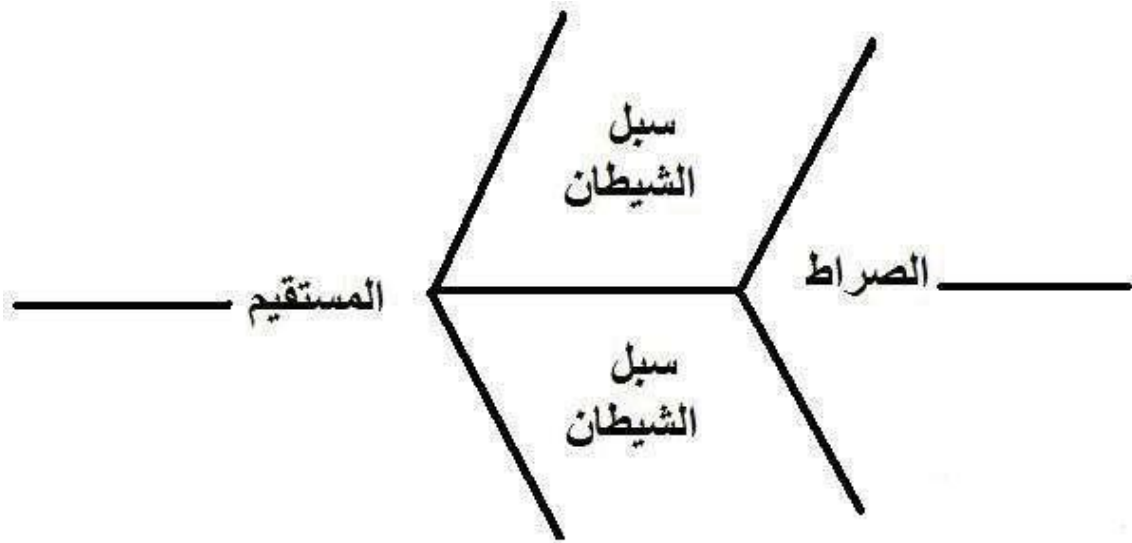 سبل
الشيطان
الصراط
المستقيم
سبل
الشيطان